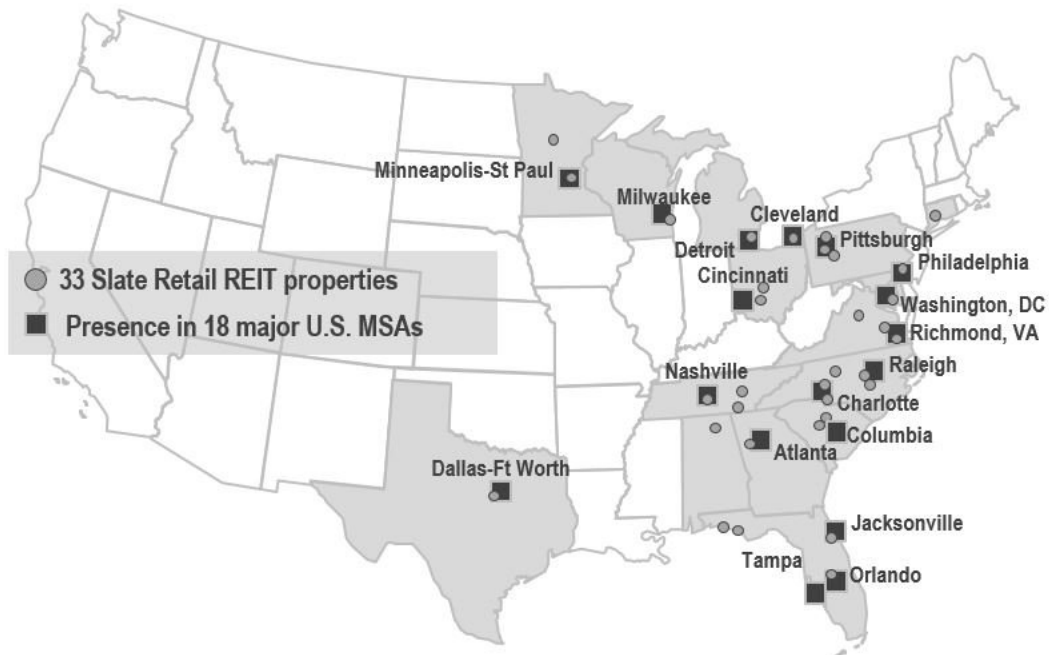 Minneapolis-St Paul
Milwaukee
Cleveland
Detroit
Pittsburgh
Philadelphia
Cincinnati
33 Slate Retail REIT properties
Presence in 18 major U.S. MSAs
Washington, DC
Richmond, VA
Nashville
Raleigh
Charlotte
Columbia
Atlanta
Dallas-Ft Worth
Jacksonville
Tampa
Orlando